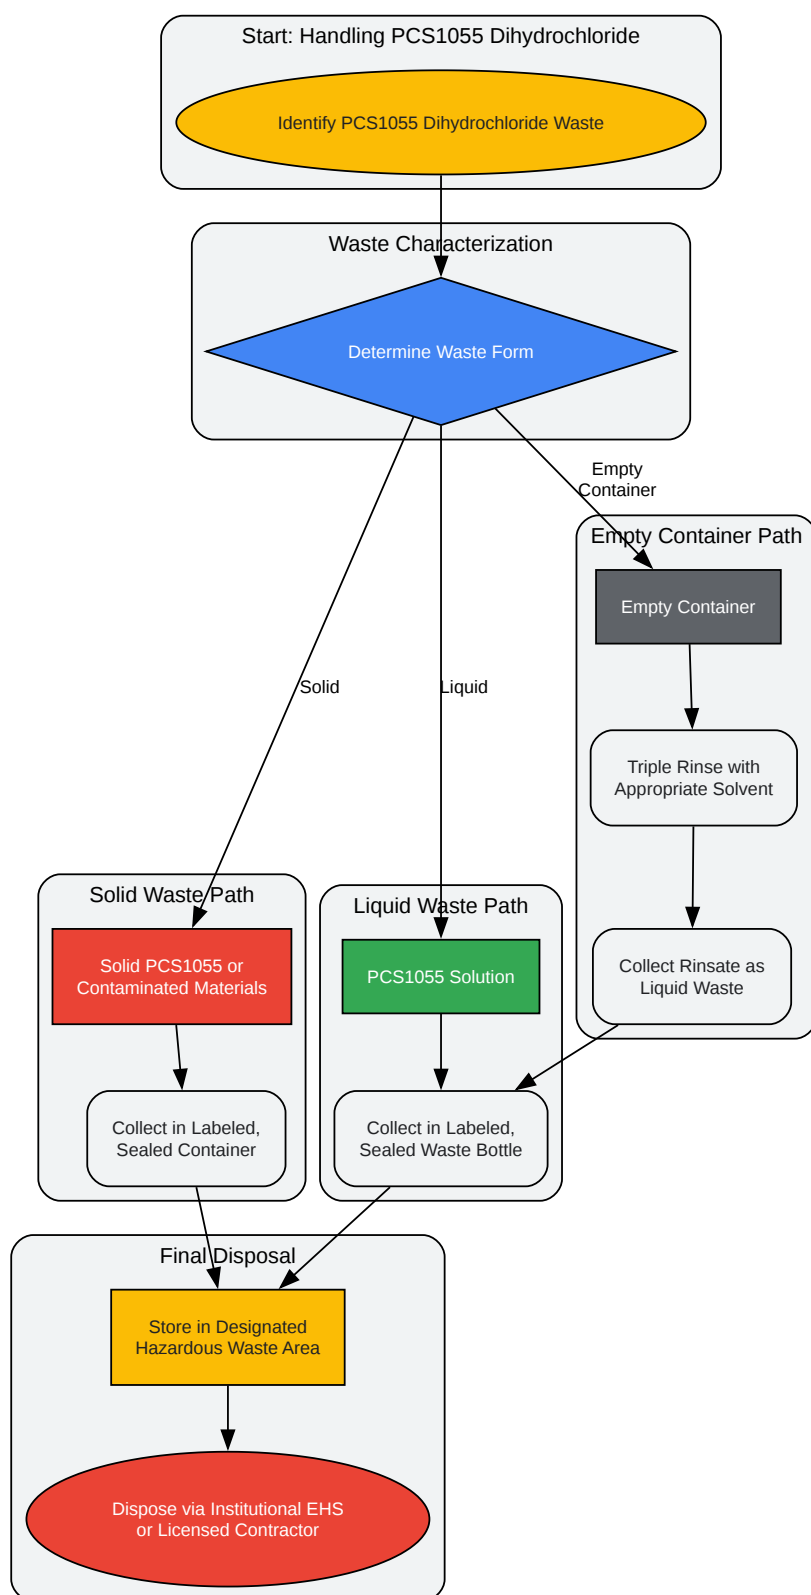 Start: Handling PCS1055 Dihydrochloride
Identify PCS1055 Dihydrochloride Waste
Waste Characterization
Determine Waste Form
Empty
Container
Empty Container Path
Empty Container
Solid
Liquid
Triple Rinse with
Appropriate Solvent
Solid Waste Path
Liquid Waste Path
Solid PCS1055 or
Contaminated Materials
PCS1055 Solution
Collect Rinsate as
Liquid Waste
Collect in Labeled,
Sealed Container
Collect in Labeled,
Sealed Waste Bottle
Final Disposal
Store in Designated
Hazardous Waste Area
Dispose via Institutional EHS
or Licensed Contractor